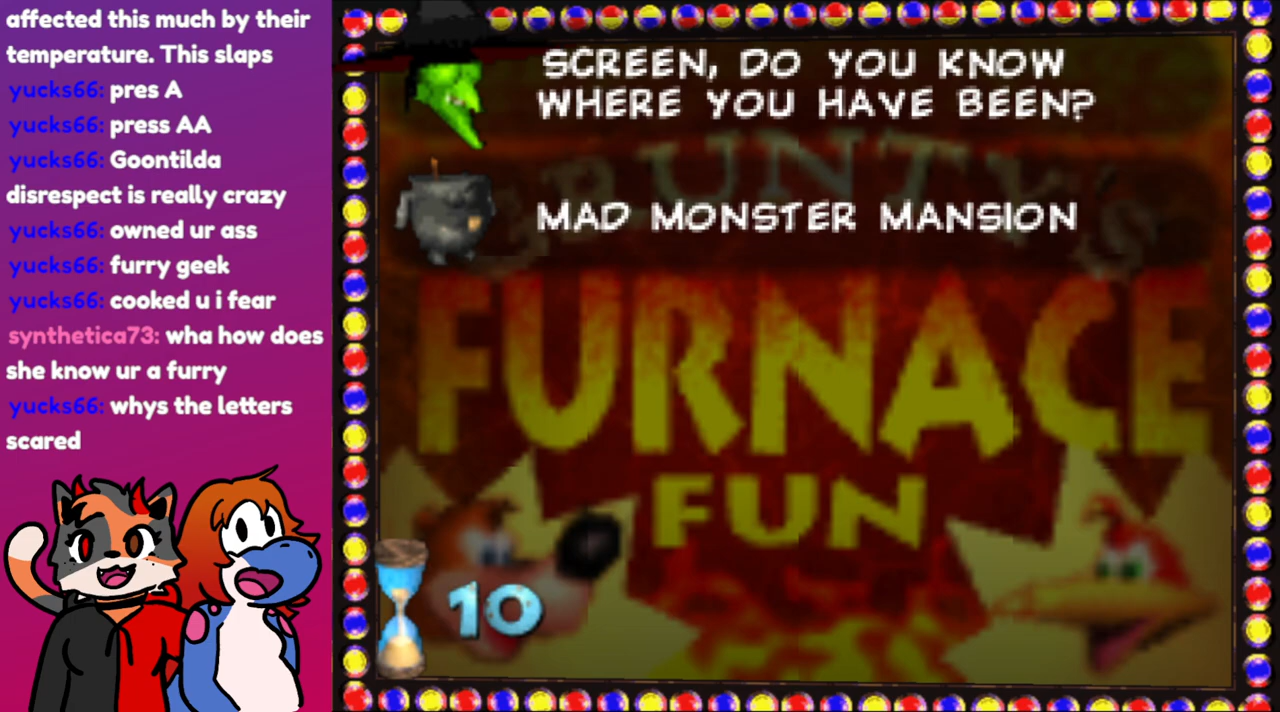 affected this much by their
temperature. This slaps
yucks66: pres A
yucks66: press AA
yucks66: Goontilda
disrespect is really crazy
yucks66: owned ur ass
yucks66: furry geek
yucks66: cooked u i fear
synthetica73: wha how does
she know ur a furry
yucks66: whys the letters
scared
SCREEN, DO YOU KNOW
WHERE YOU HAVE BEEN?
MAD MONSTER MANSION
GRUNTY'S
FURNACE
FUN
10